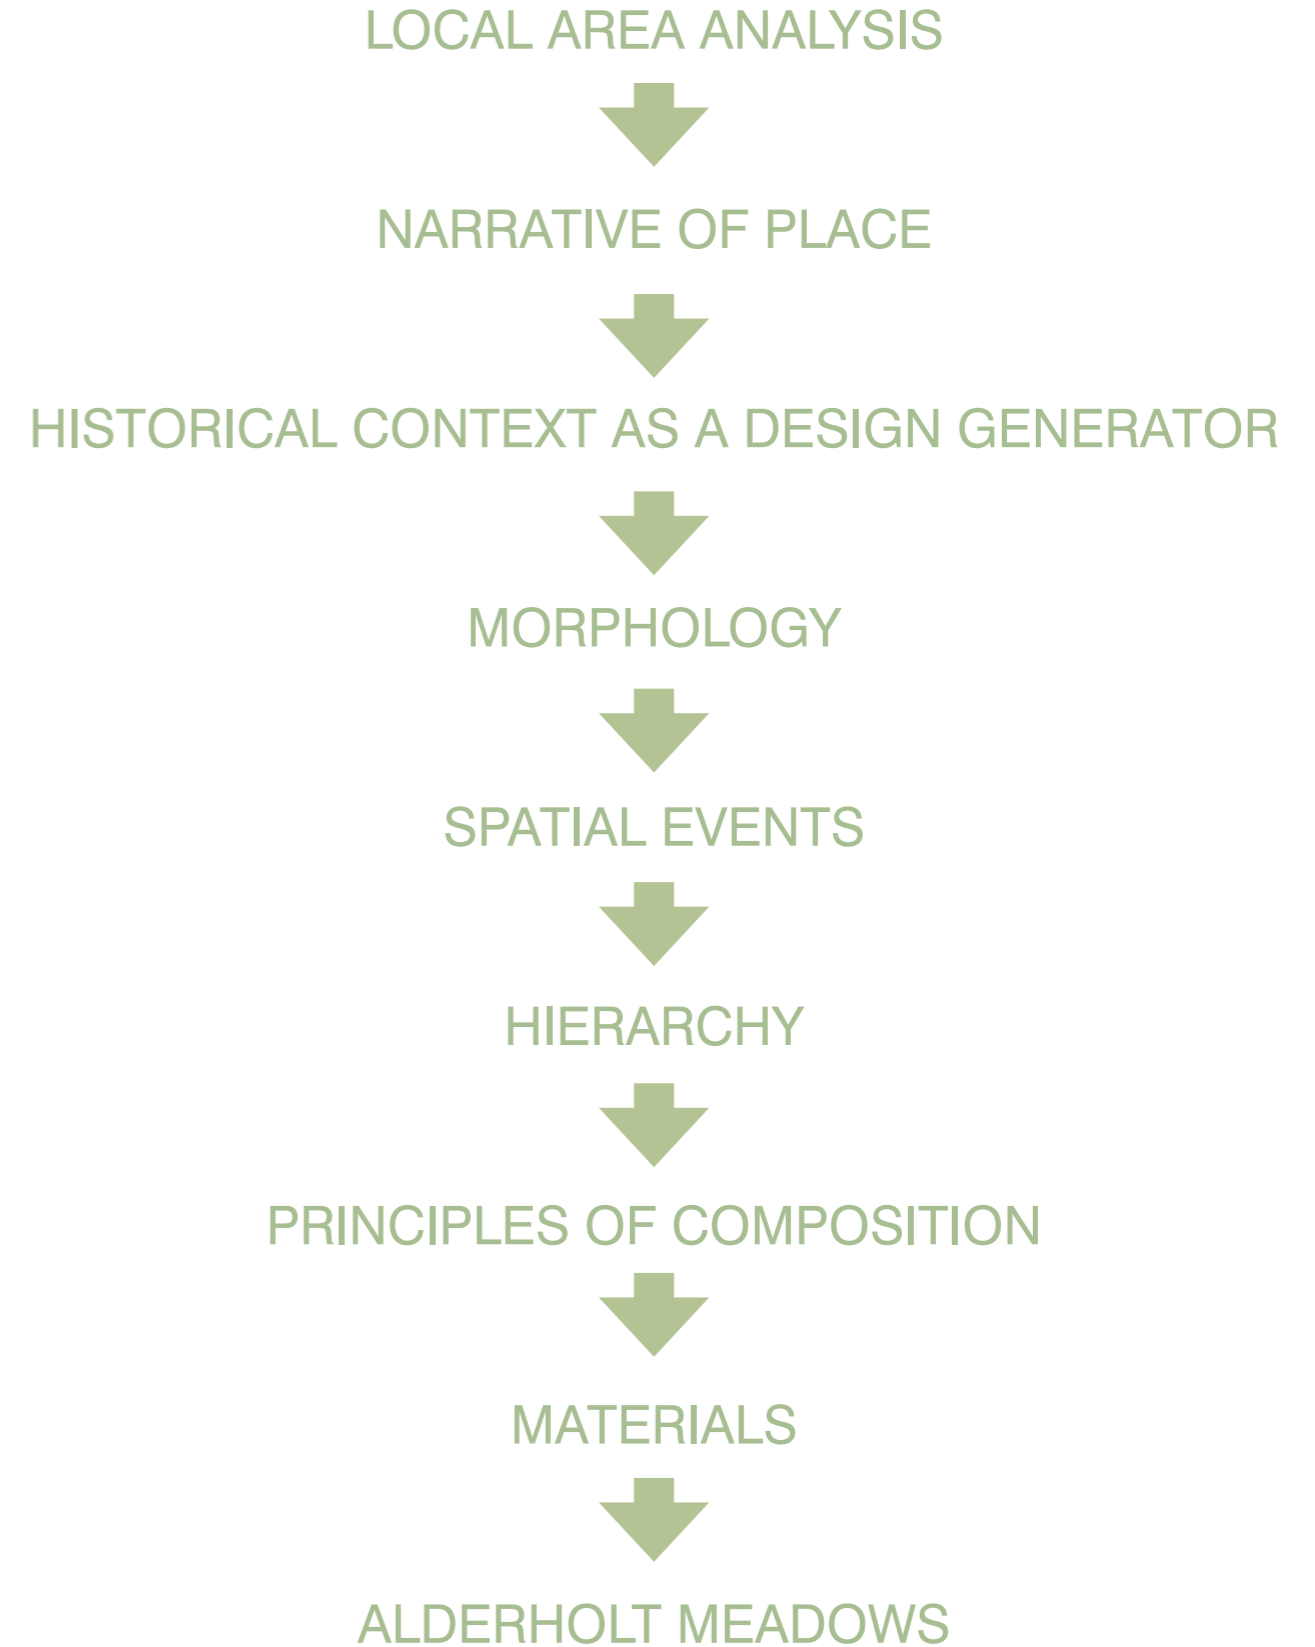 LOCAL AREA ANALYSIS
NARRATIVE OF PLACE
HISTORICAL CONTEXT AS A DESIGN GENERATOR
MORPHOLOGY
SPATIAL EVENTS
HIERARCHY
PRINCIPLES OF COMPOSITION
MATERIALS
ALDERHOLT MEADOWS